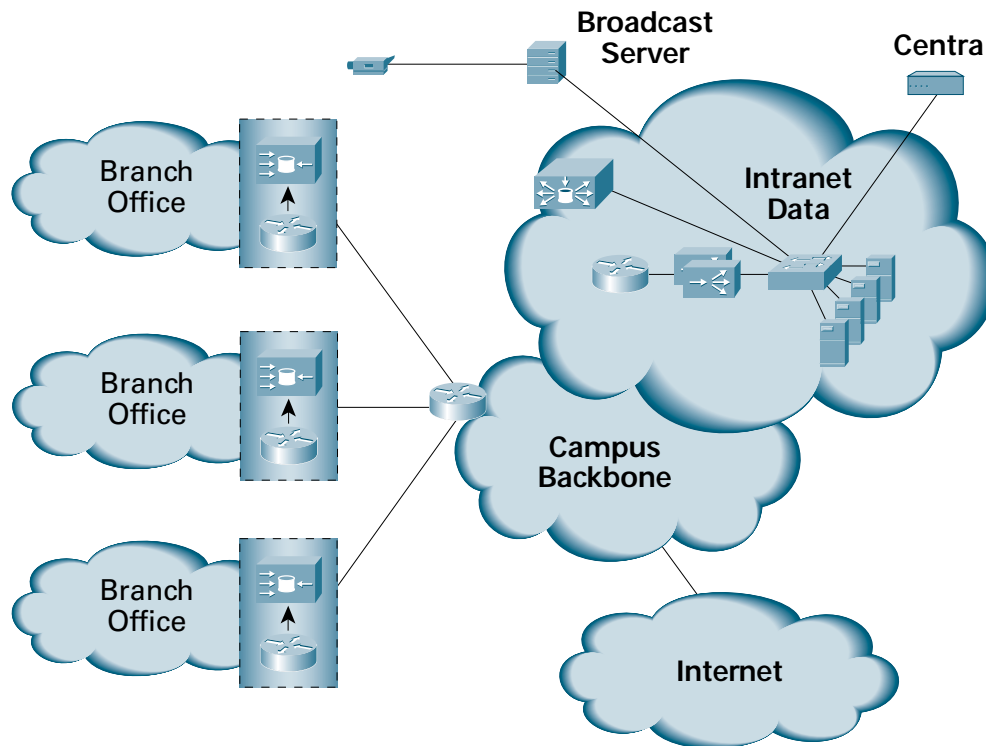 Broadcast
Server
Centra
Branch
Office
Intranet
Data
Branch
Office
Campus
Backbone
Branch
Office
Internet